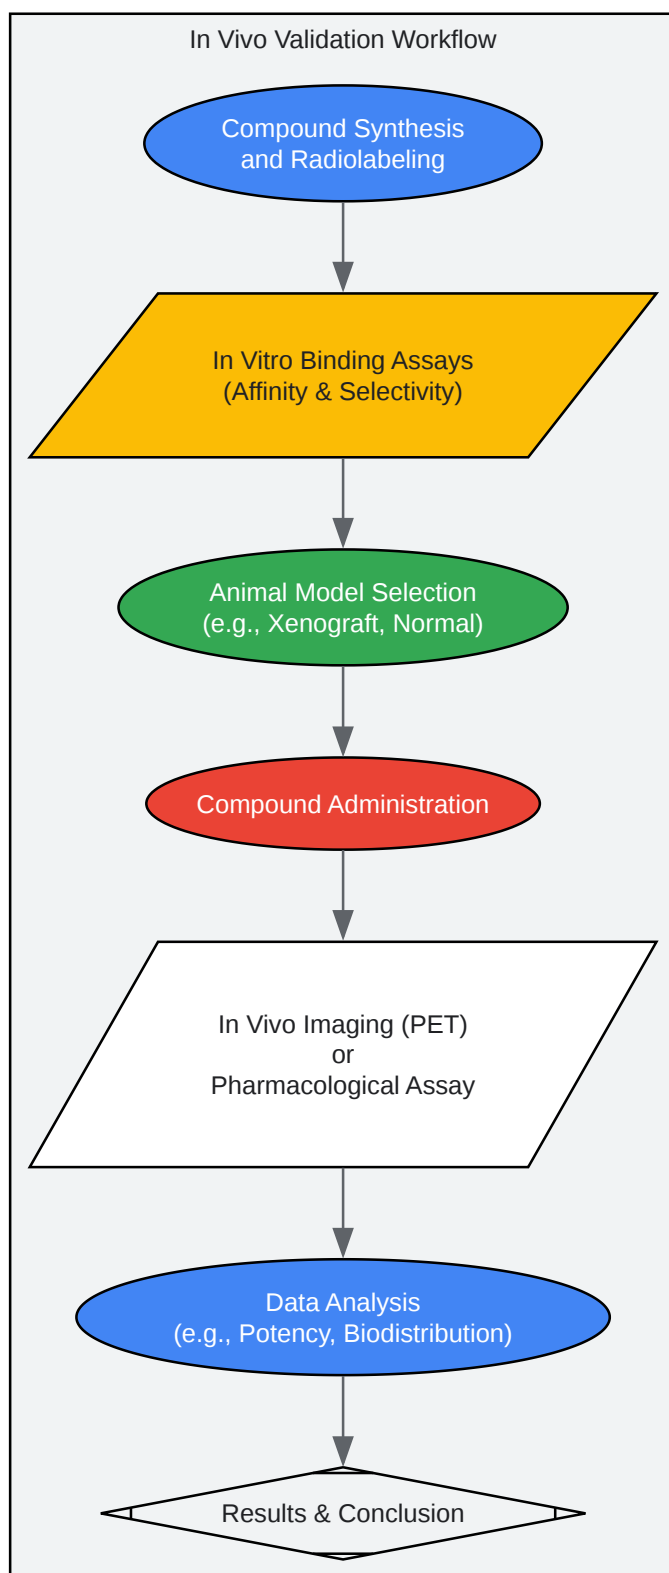 In Vivo Validation Workflow
Compound Synthesis
and Radiolabeling
In Vitro Binding Assays
(Affinity & Selectivity)
Animal Model Selection
(e.g., Xenograft, Normal)
Compound Administration
In Vivo Imaging (PET)
or
Pharmacological Assay
Data Analysis
(e.g., Potency, Biodistribution)
Results & Conclusion